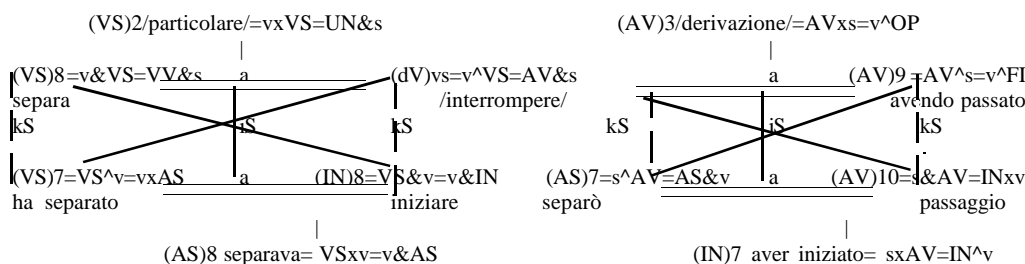 (VS)2/particolare/=vxVS=UN&s (AV)3/derivazione/=AVxs=v^OP
(VS)8=v&VS=VV&s a (dV)vs=v^VS=AV&s a (AV)9 =AV^s=v^FI
separa /interrompere/ avendo passato
kS iS kS kS iS kS
(VS)7=VS^v=vxAS a (IN)8=VS&v=v&IN (AS)7=s^AV=AS&v a (AV)10=s&AV=INxv
ha separato iniziare separò passaggio
(AS)8 separava= VSxv=v&AS (IN)7 aver iniziato= sxAV=IN^v